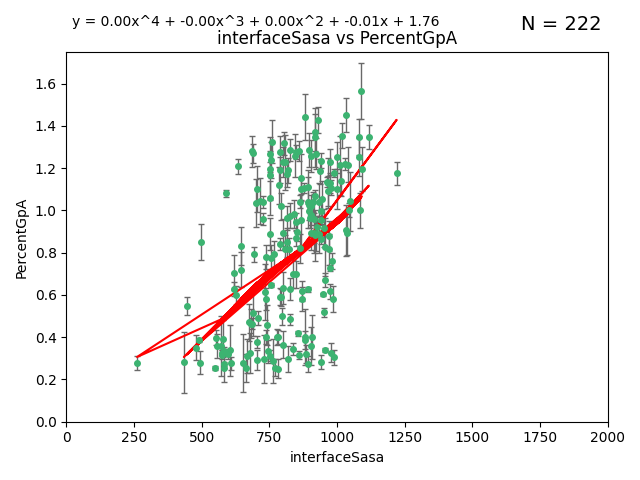 y = 0.00x^4 + -0.00x^3 + 0.00x^2 + -0.01x + 1.76
N = 222
interfaceSasa vs PercentGpA
PercentGpA
1.6
1.4
1.2
1.0
0.8
0.6
0.4
0.2
0.0
0 250 500 750 1000 1250 1500 1750 2000
interfaceSasa